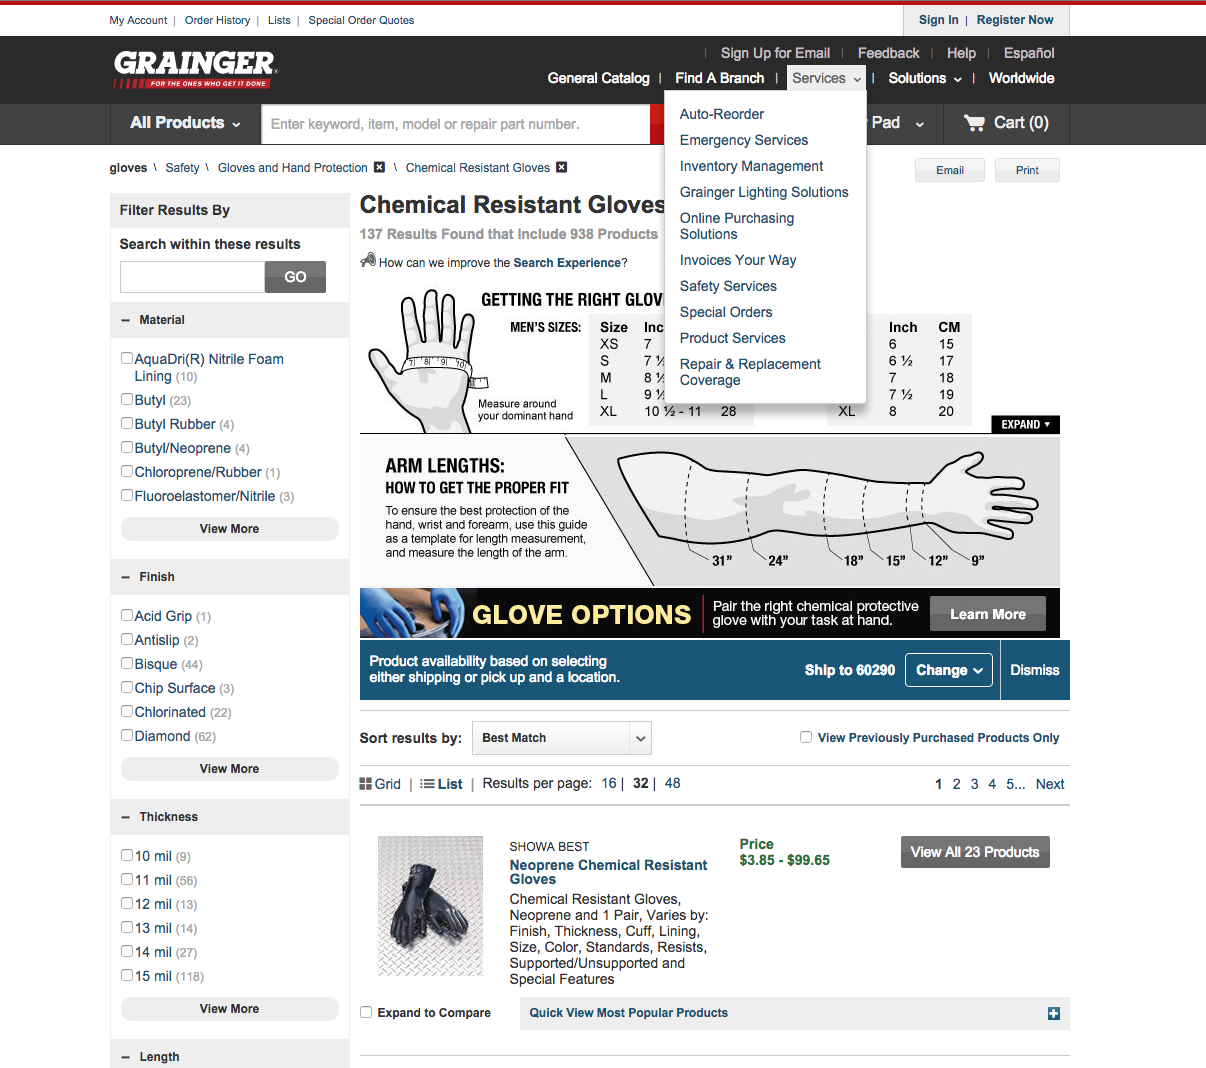 My Account | Order History | Lists | Special Order Quotes
Sign In | Register Now
GRAINGER
FOR THE ONES WHO GET IT DONE
| Sign Up for Email | Feedback | Help | Español
General Catalog | Find A Branch | Services | Solutions | Worldwide
All Products
Enter keyword, item, model or repair part number.
Pad
Cart (0)
Auto-Reorder
Emergency Services
Inventory Management
Grainger Lighting Solutions
Online Purchasing
Solutions
Invoices Your Way
Safety Services
Special Orders
Product Services
Repair & Replacement
Coverage
gloves \ Safety \ Gloves and Hand Protection \ Chemical Resistant Gloves
Email
Print
Filter Results By
Search within these results
GO
Material
AquaDri(R) Nitrile Foam
Lining (10)
Butyl (23)
Butyl Rubber (4)
Butyl/Neoprene (4)
Chloroprene/Rubber (1)
Fluoroelastomer/Nitrile (3)
View More
Finish
Acid Grip (1)
Antislip (2)
Bisque (44)
Chip Surface (3)
Chlorinated (22)
Diamond (62)
View More
Thickness
10 mil (9)
11 mil (56)
12 mil (13)
13 mil (14)
14 mil (27)
15 mil (118)
View More
Length
Chemical Resistant Gloves
137 Results Found that Include 938 Products
How can we improve the Search Experience?
GETTING THE RIGHT GLOV
MEN'S SIZES:
Size Inc
XS 7
S 7 ½
M 8 ½
L 9 ½
XL 10 ½ - 11 28
Inch CM
6 15
6 ½ 17
7 18
7 ½ 19
XL 8 20
7 8 9 10
Measure around
your dominant hand
EXPAND
ARM LENGTHS:
HOW TO GET THE PROPER FIT
To ensure the best protection of the
hand, wrist and forearm, use this guide
as a template for length measurement,
and measure the length of the arm.
31” 24” 18” 15” 12” 9”
GLOVE OPTIONS
Pair the right chemical protective
glove with your task at hand.
Learn More
Product availability based on selecting
either shipping or pick up and a location.
Ship to 60290
Change
Dismiss
Sort results by:
Best Match
View Previously Purchased Products Only
Grid | List | Results per page: 16 | 32 | 48
1 2 3 4 5... Next
SHOWA BEST
Neoprene Chemical Resistant
Gloves
Chemical Resistant Gloves,
Neoprene and 1 Pair, Varies by:
Finish, Thickness, Cuff, Lining,
Size, Color, Standards, Resists,
Supported/Unsupported and
Special Features
Price
$3.85 - $99.65
View All 23 Products
Expand to Compare
Quick View Most Popular Products